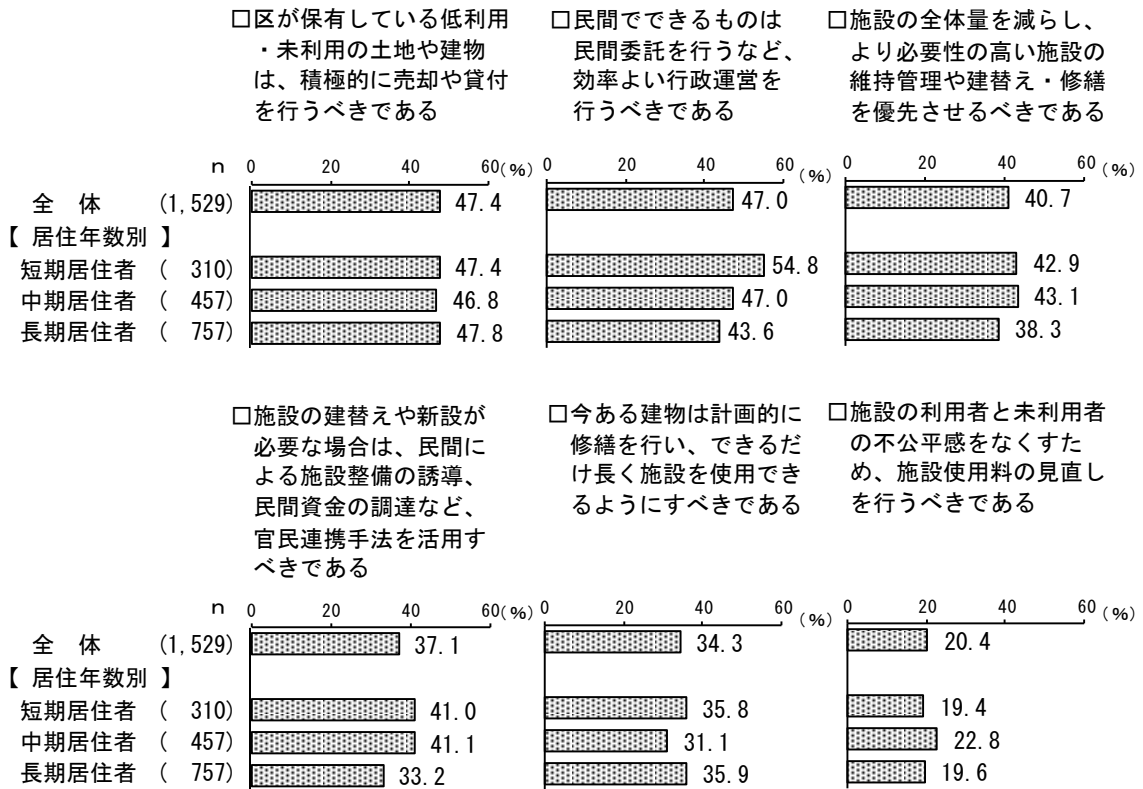 □区が保有している低利用
・未利用の土地や建物
は、積極的に売却や貸付
を行うべきである
□民間でできるものは
民間委託を行うなど、
効率よい行政運営を
行うべきである
□施設の全体量を減らし、
より必要性の高い施設の
維持管理や建替え・修繕
を優先させるべきである
n 0 20 40 60(%) 0 20 40 60(%) 0 20 40 60(%)
全 体 (1,529) 47.4 47.0 40.7
【 居住年数別 】
短期居住者 ( 310) 47.4 54.8 42.9
中期居住者 ( 457) 46.8 47.0 43.1
長期居住者 ( 757) 47.8 43.6 38.3
□施設の建替えや新設が
必要な場合は、民間に
よる施設整備の誘導、
民間資金の調達など、
官民連携手法を活用す
べきである
□今ある建物は計画的に
修繕を行い、できるだ
け長く施設を使用でき
るようにすべきである
□施設の利用者と未利用者
の不公平感をなくすた
め、施設使用料の見直し
を行うべきである
n 0 20 40 60(%) 0 20 40 60(%) 0 20 40 60(%)
全 体 (1,529) 37.1 34.3 20.4
【 居住年数別 】
短期居住者 ( 310) 41.0 35.8 19.4
中期居住者 ( 457) 41.1 31.1 22.8
長期居住者 ( 757) 33.2 35.9 19.6